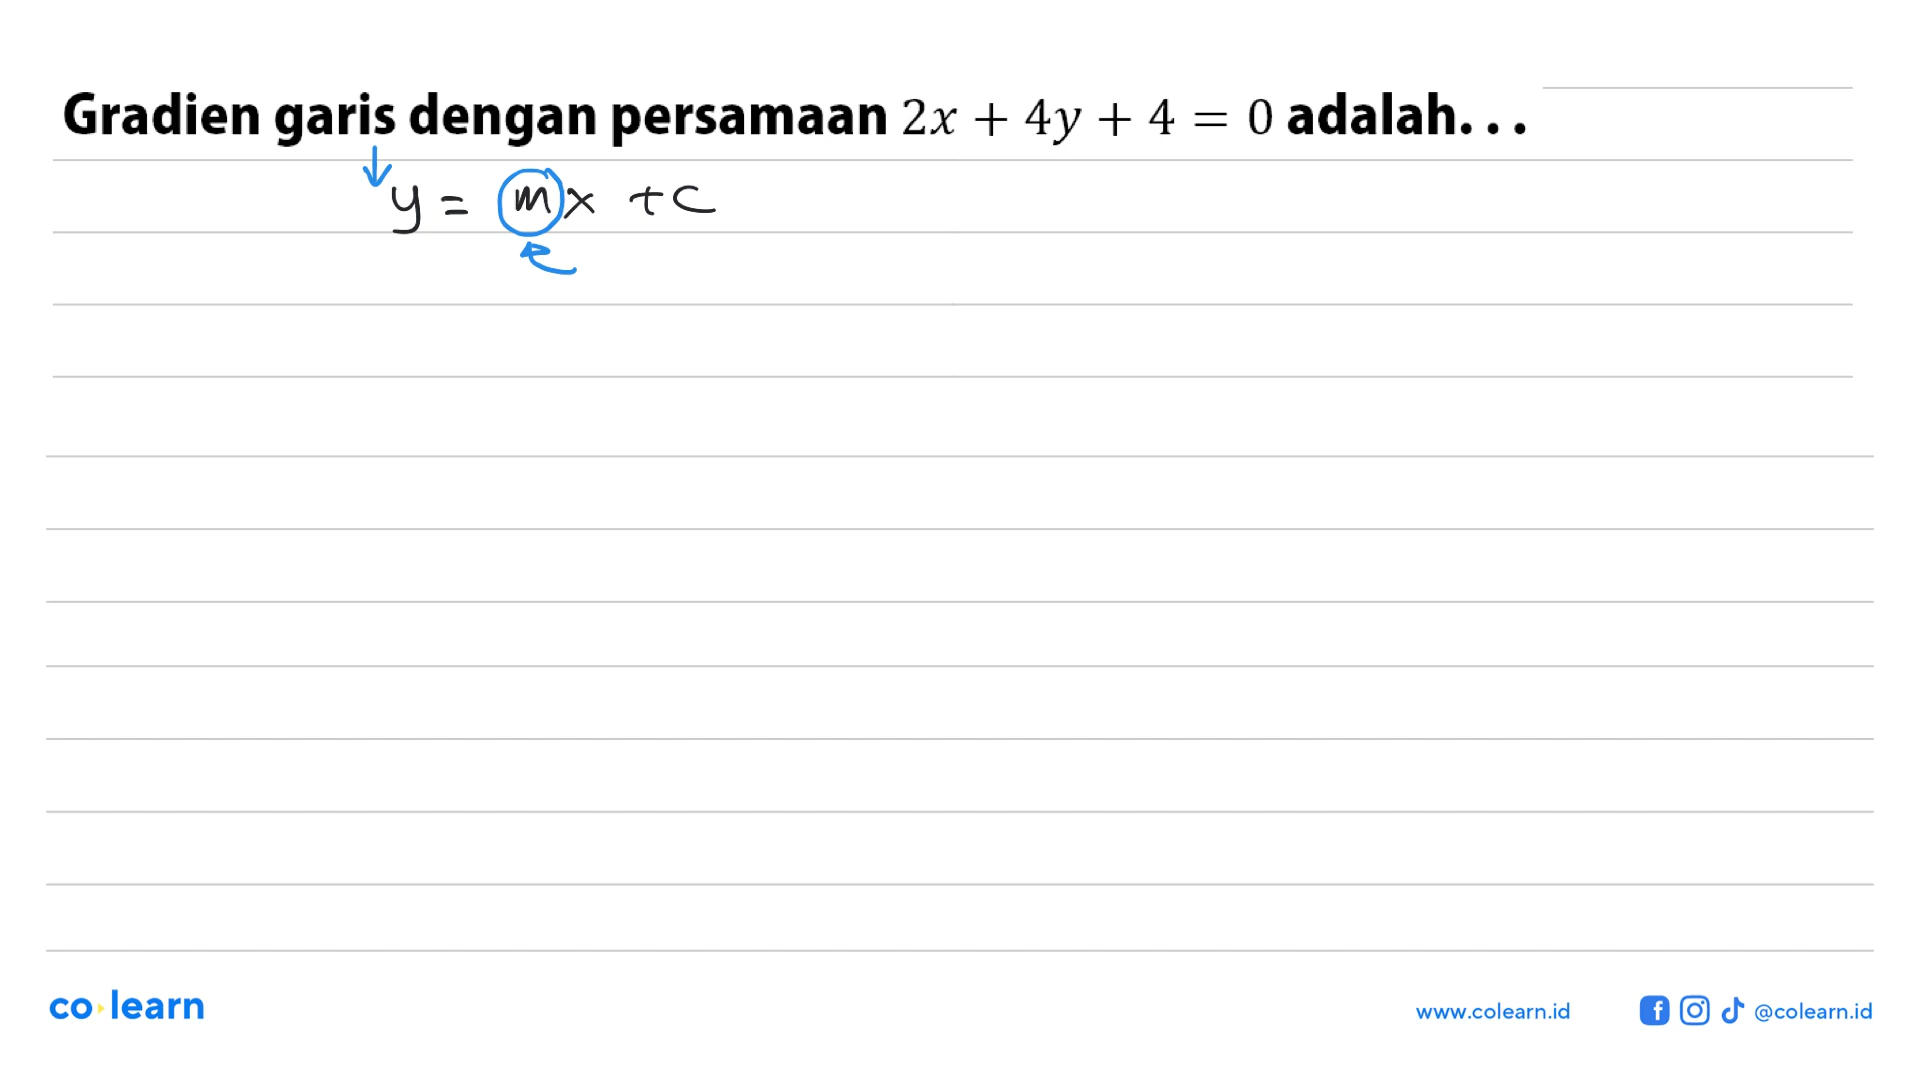 Gradien garis dengan persamaan 2x + 4y + 4 = 0 adalah. . .
y = mx + c
co learn
www.colearn.id @colearn.id